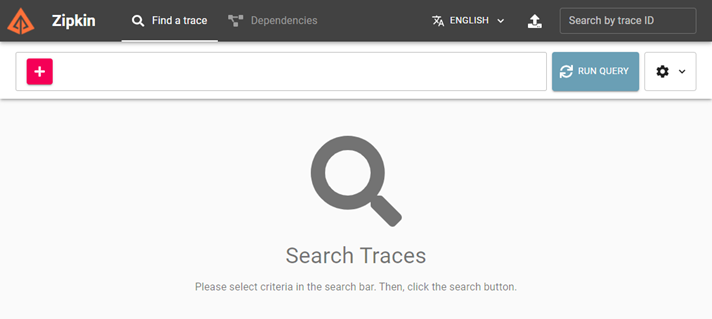 Zipkin
Find a trace
Dependencies
ENGLISH
Search by trace ID
RUN QUERY
Search Traces
Please select criteria in the search bar. Then, click the search button.